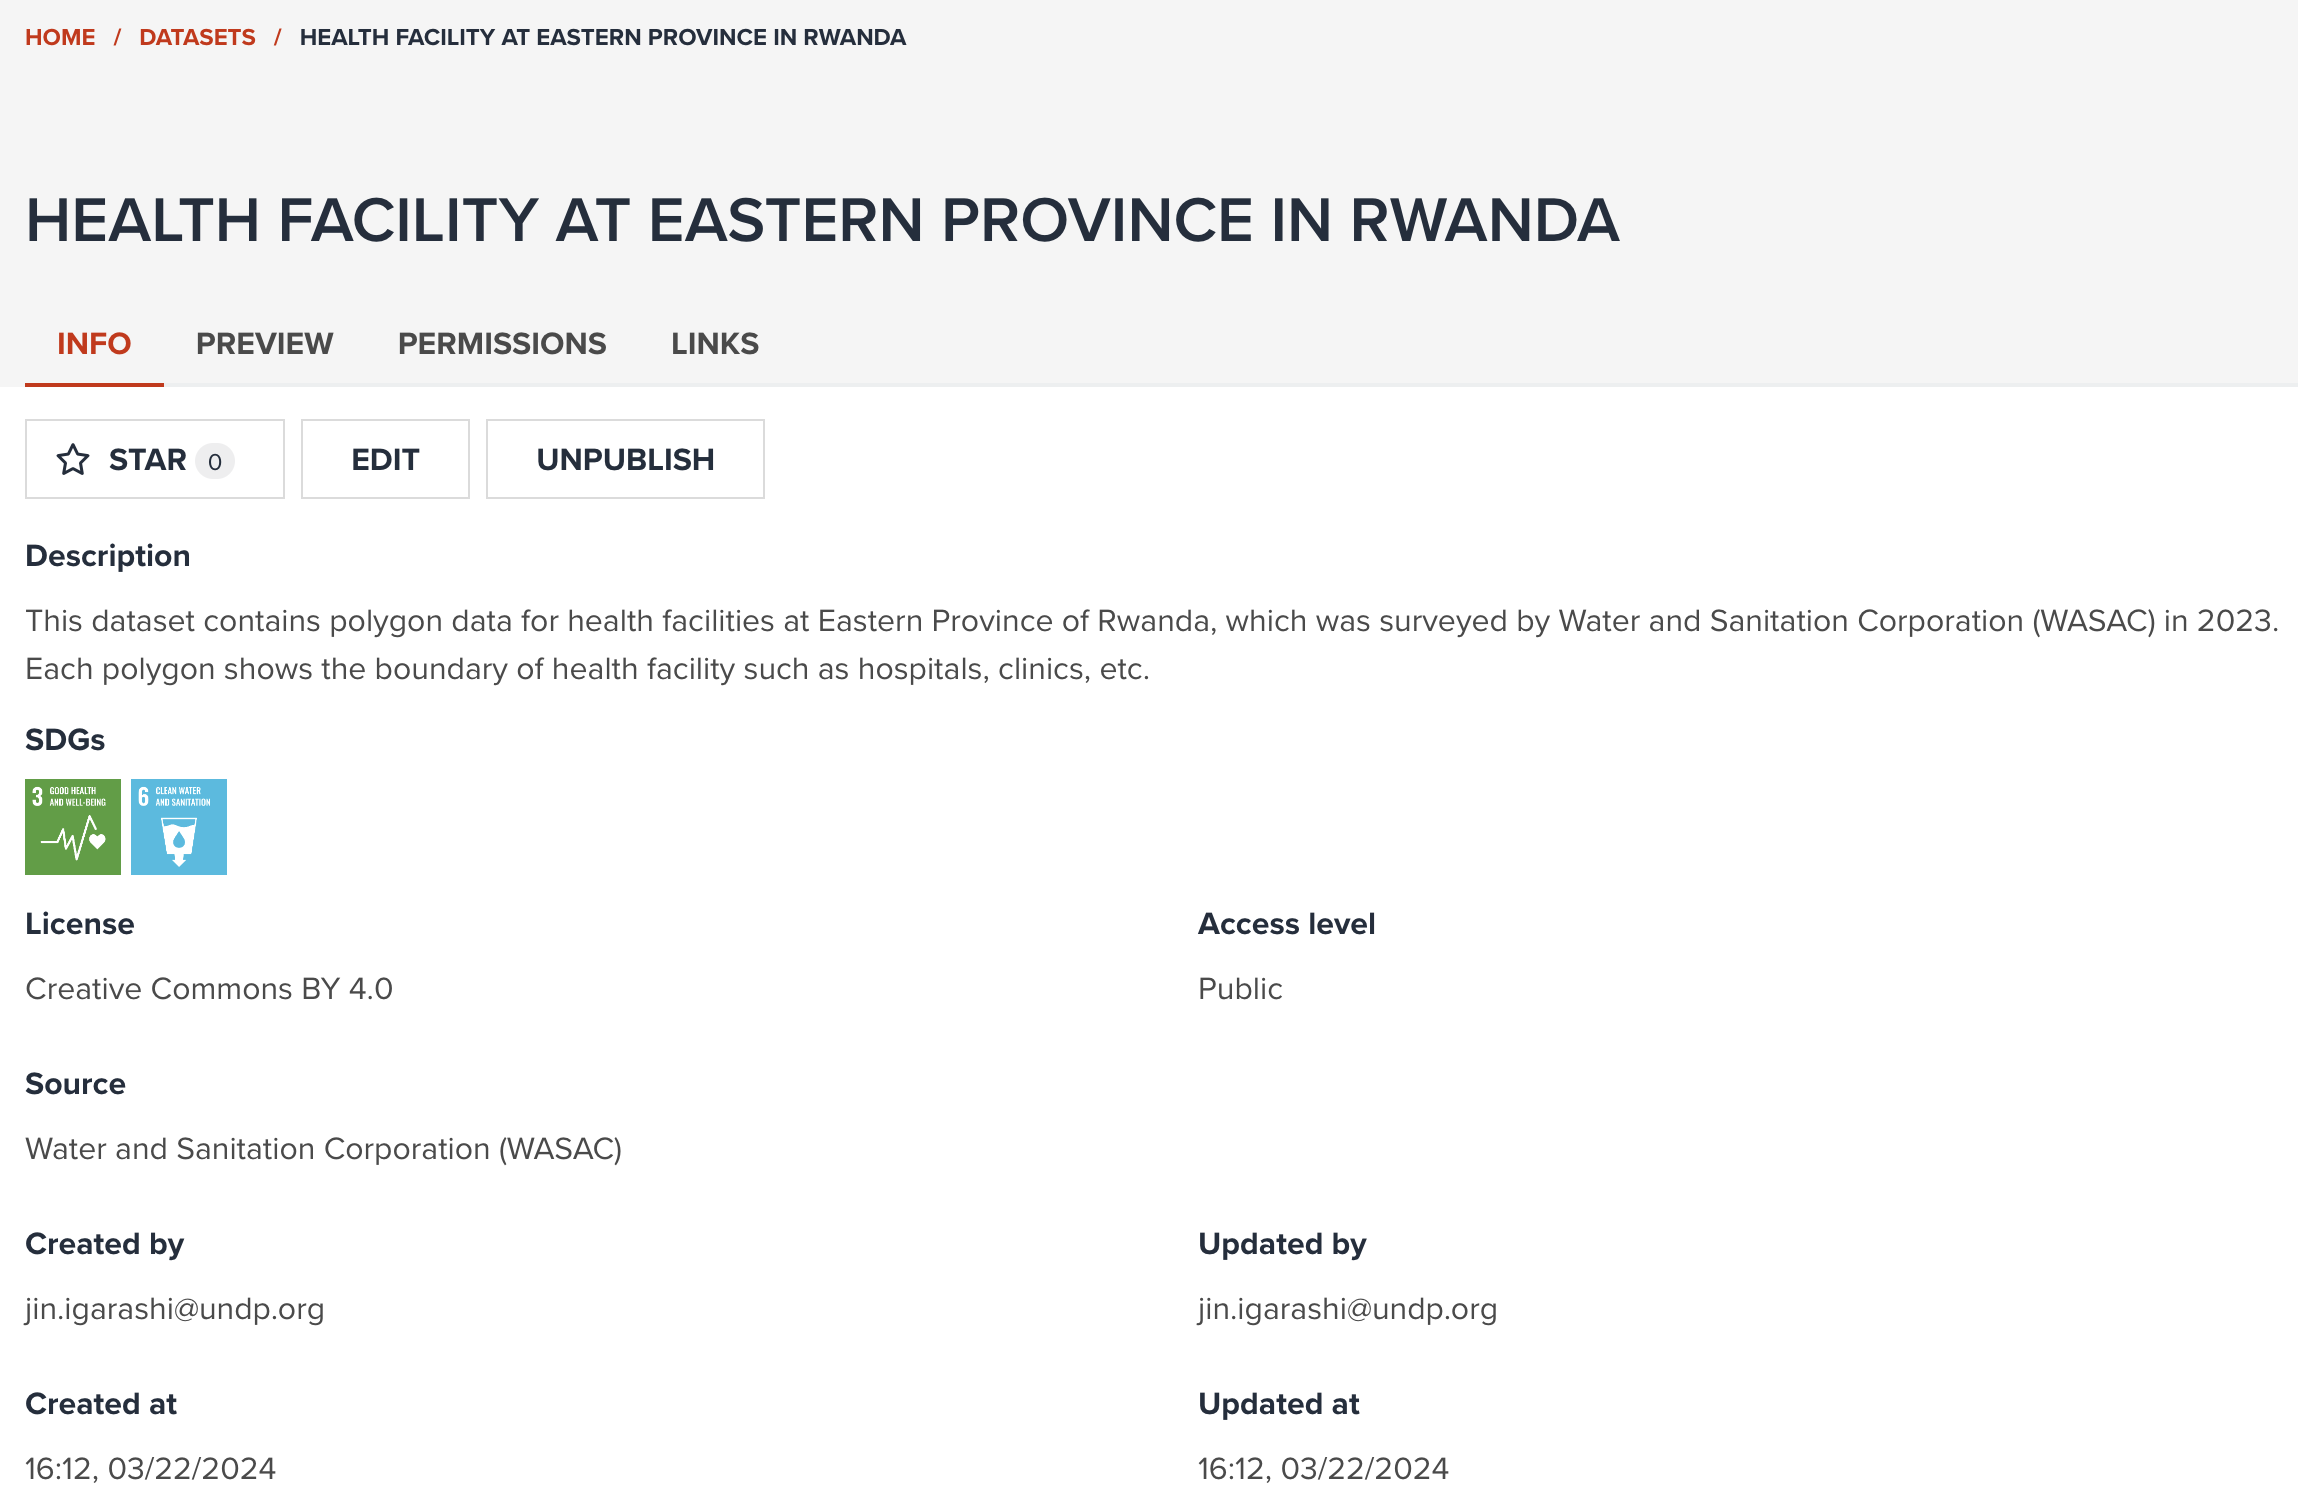 HOME / DATASETS / HEALTH FACILITY AT EASTERN PROVINCE IN RWANDA
HEALTH FACILITY AT EASTERN PROVINCE IN RWANDA
INFO PREVIEW PERMISSIONS LINKS
STAR 0 EDIT UNPUBLISH
Description
This dataset contains polygon data for health facilities at Eastern Province of Rwanda, which was surveyed by Water and Sanitation Corporation (WASAC) in 2023.
Each polygon shows the boundary of health facility such as hospitals, clinics, etc.
SDGs
3 GOOD HEALTH AND WELL-BEING
6 CLEAN WATER AND SANITATION
License
Creative Commons BY 4.0
Access level
Public
Source
Water and Sanitation Corporation (WASAC)
Created by
jin.igarashi@undp.org
Updated by
jin.igarashi@undp.org
Created at
16:12, 03/22/2024
Updated at
16:12, 03/22/2024